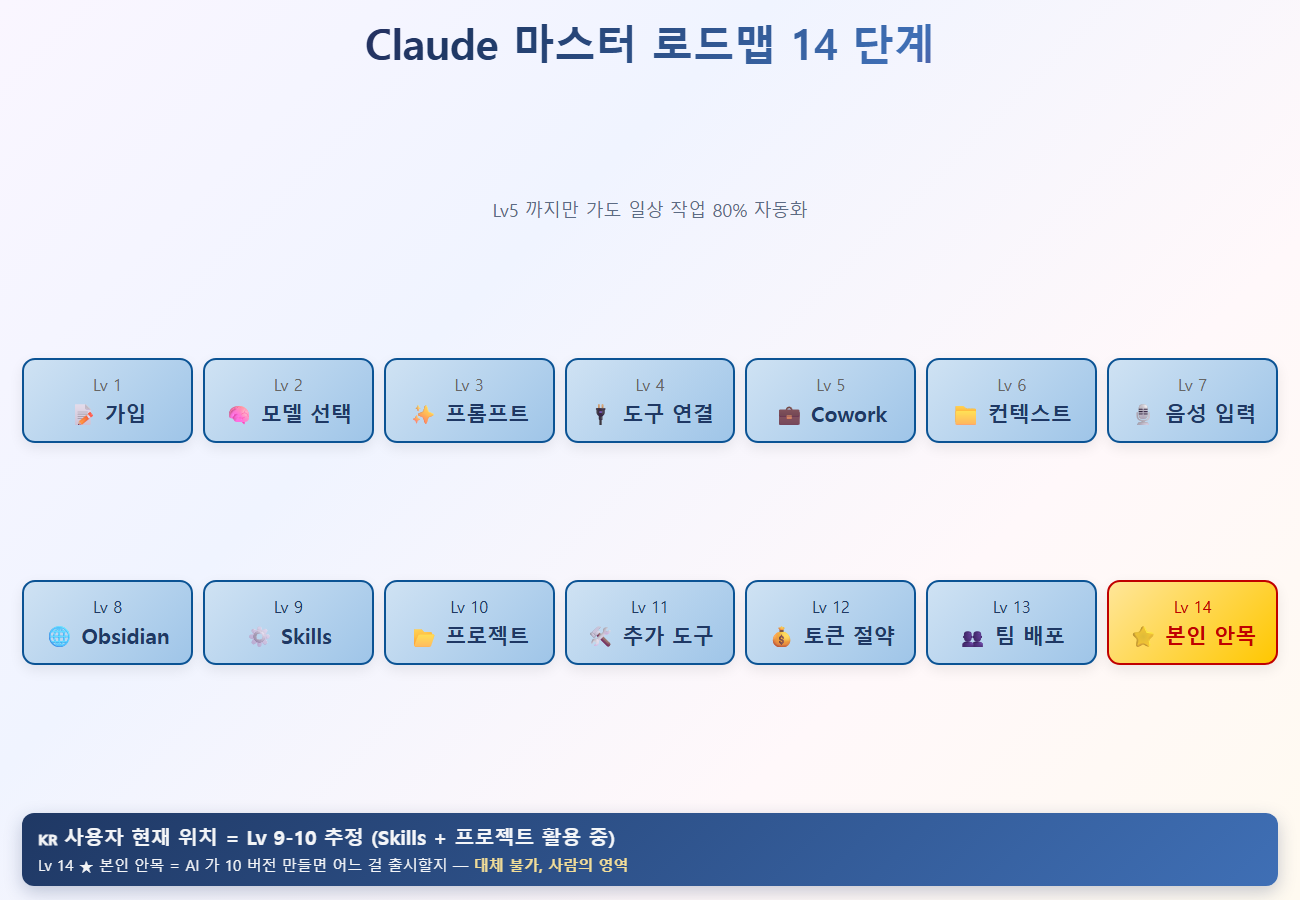 Claude 마스터 로드맵 14 단계
Lv5 까지만 가도 일상 작업 80% 자동화
Lv 1
가입
Lv 2
모델 선택
Lv 3
프롬프트
Lv 4
도구 연결
Lv 5
Cowork
Lv 6
컨텍스트
Lv 7
음성 입력
Lv 8
Obsidian
Lv 9
Skills
Lv 10
프로젝트
Lv 11
추가 도구
Lv 12
토큰 절약
Lv 13
팀 배포
Lv 14
본인 안목
KR 사용자 현재 위치 = Lv 9-10 추정 (Skills + 프로젝트 활용 중)
Lv 14 ★ 본인 안목 = AI 가 10 버전 만들면 어느 걸 출시할지 — 대체 불가, 사람의 영역